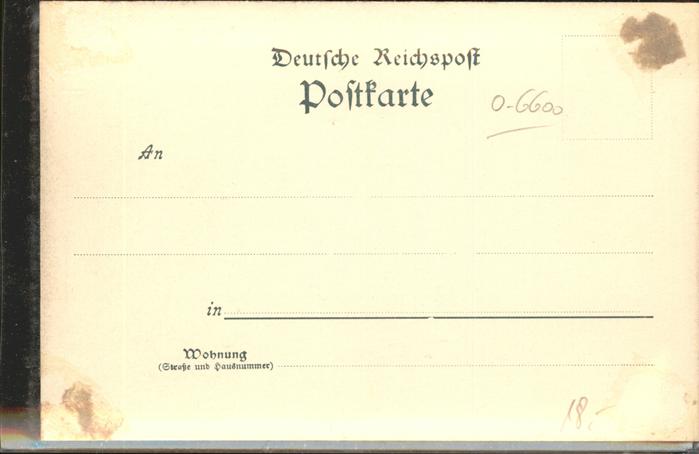 Deutsche Reichspost
Postkarte
0-6600
An
in
Wohnung
(Straße und Hausnummer)
18,-